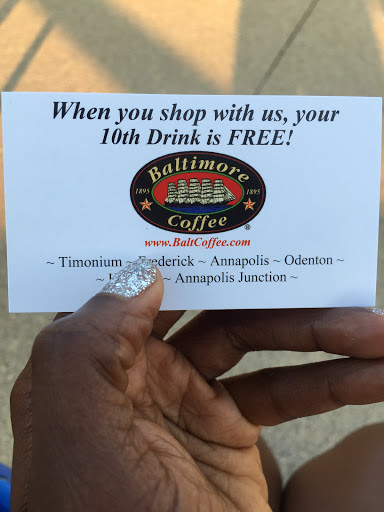 When you shop with us, your
10th Drink is FREE!
Baltimore
1895 1895
Coffee
www.BaltCoffee.com
~ Timonium ~ Frederick ~ Annapolis ~ Odenton ~
~ Annapolis Junction ~